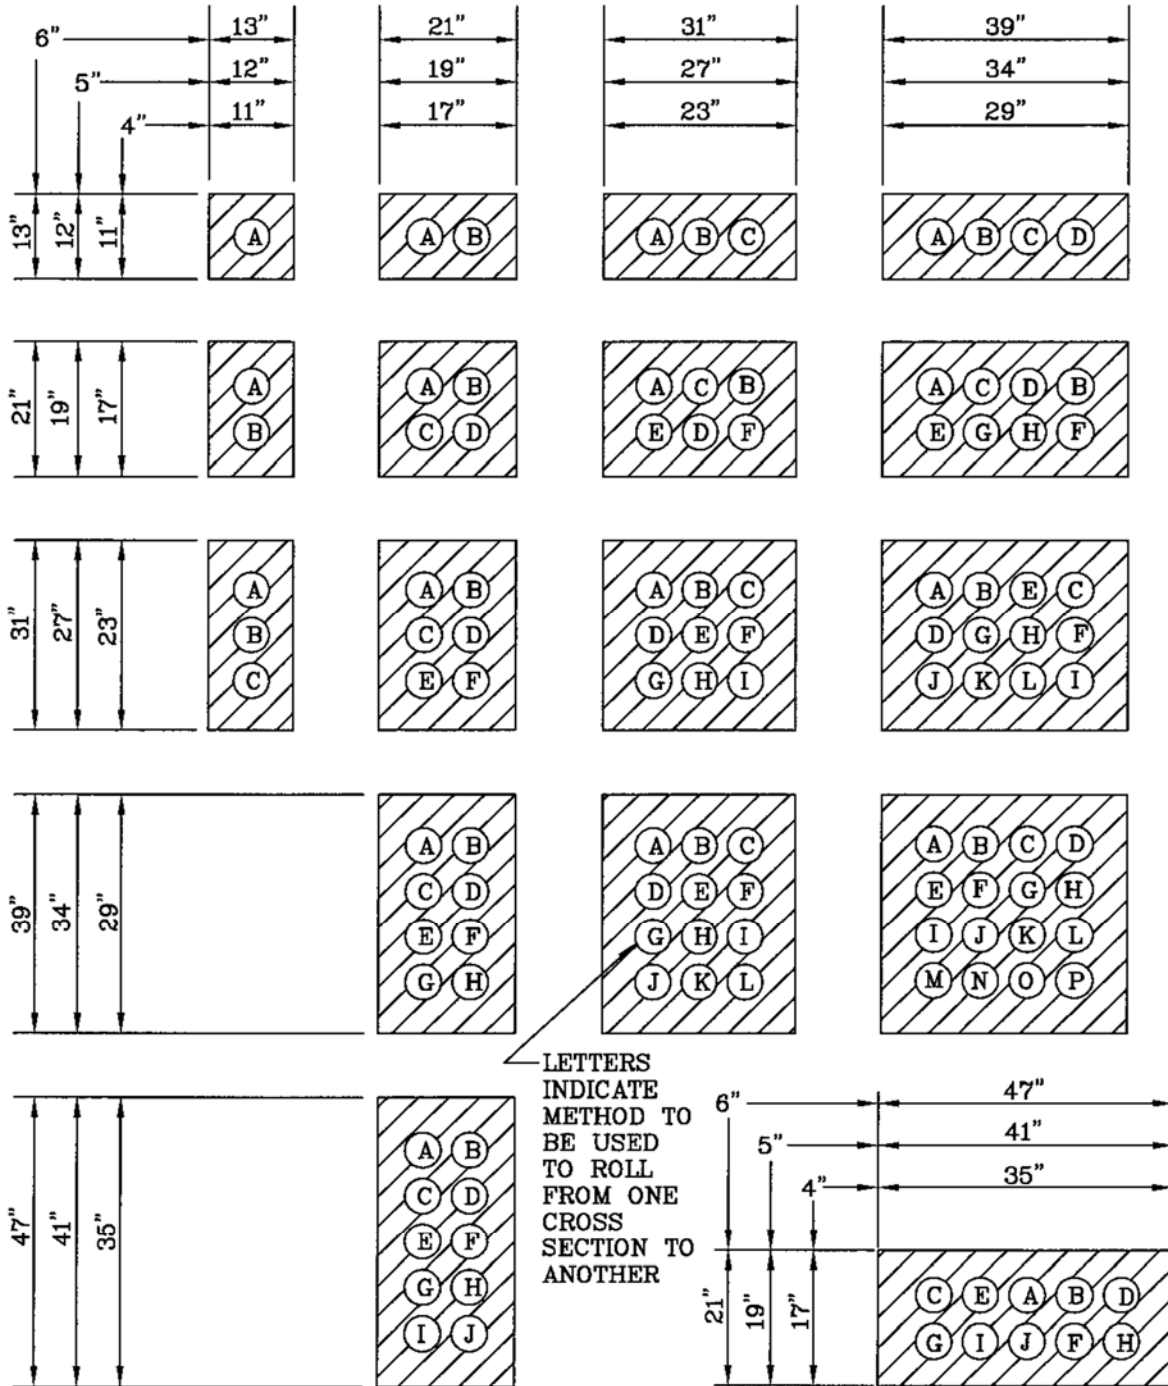 6" 13" 21" 31" 39"
5" 12" 19" 27" 34"
4" 11" 17" 23" 29"
13" 12" 11"
A
A B
A B C
A B C D
21" 19" 17"
A
B
A B
C D
A C B
E D F
A C D B
E G H F
31" 27" 23"
A
B
C
A B
C D
E F
A B C
D E F
G H I
A B E C
D G H F
J K L I
39" 34" 29"
A B
C D
E F
G H
A B C
D E F
G H I
J K L
A B C D
E F G H
I J K L
M N O P
LETTERS
INDICATE
METHOD TO
BE USED
TO ROLL
FROM ONE
CROSS
SECTION TO
ANOTHER
47" 41" 35"
A B
C D
E F
G H
I J
6" 47"
5" 41"
4" 35"
21" 19" 17"
C E A B D
G I J F H